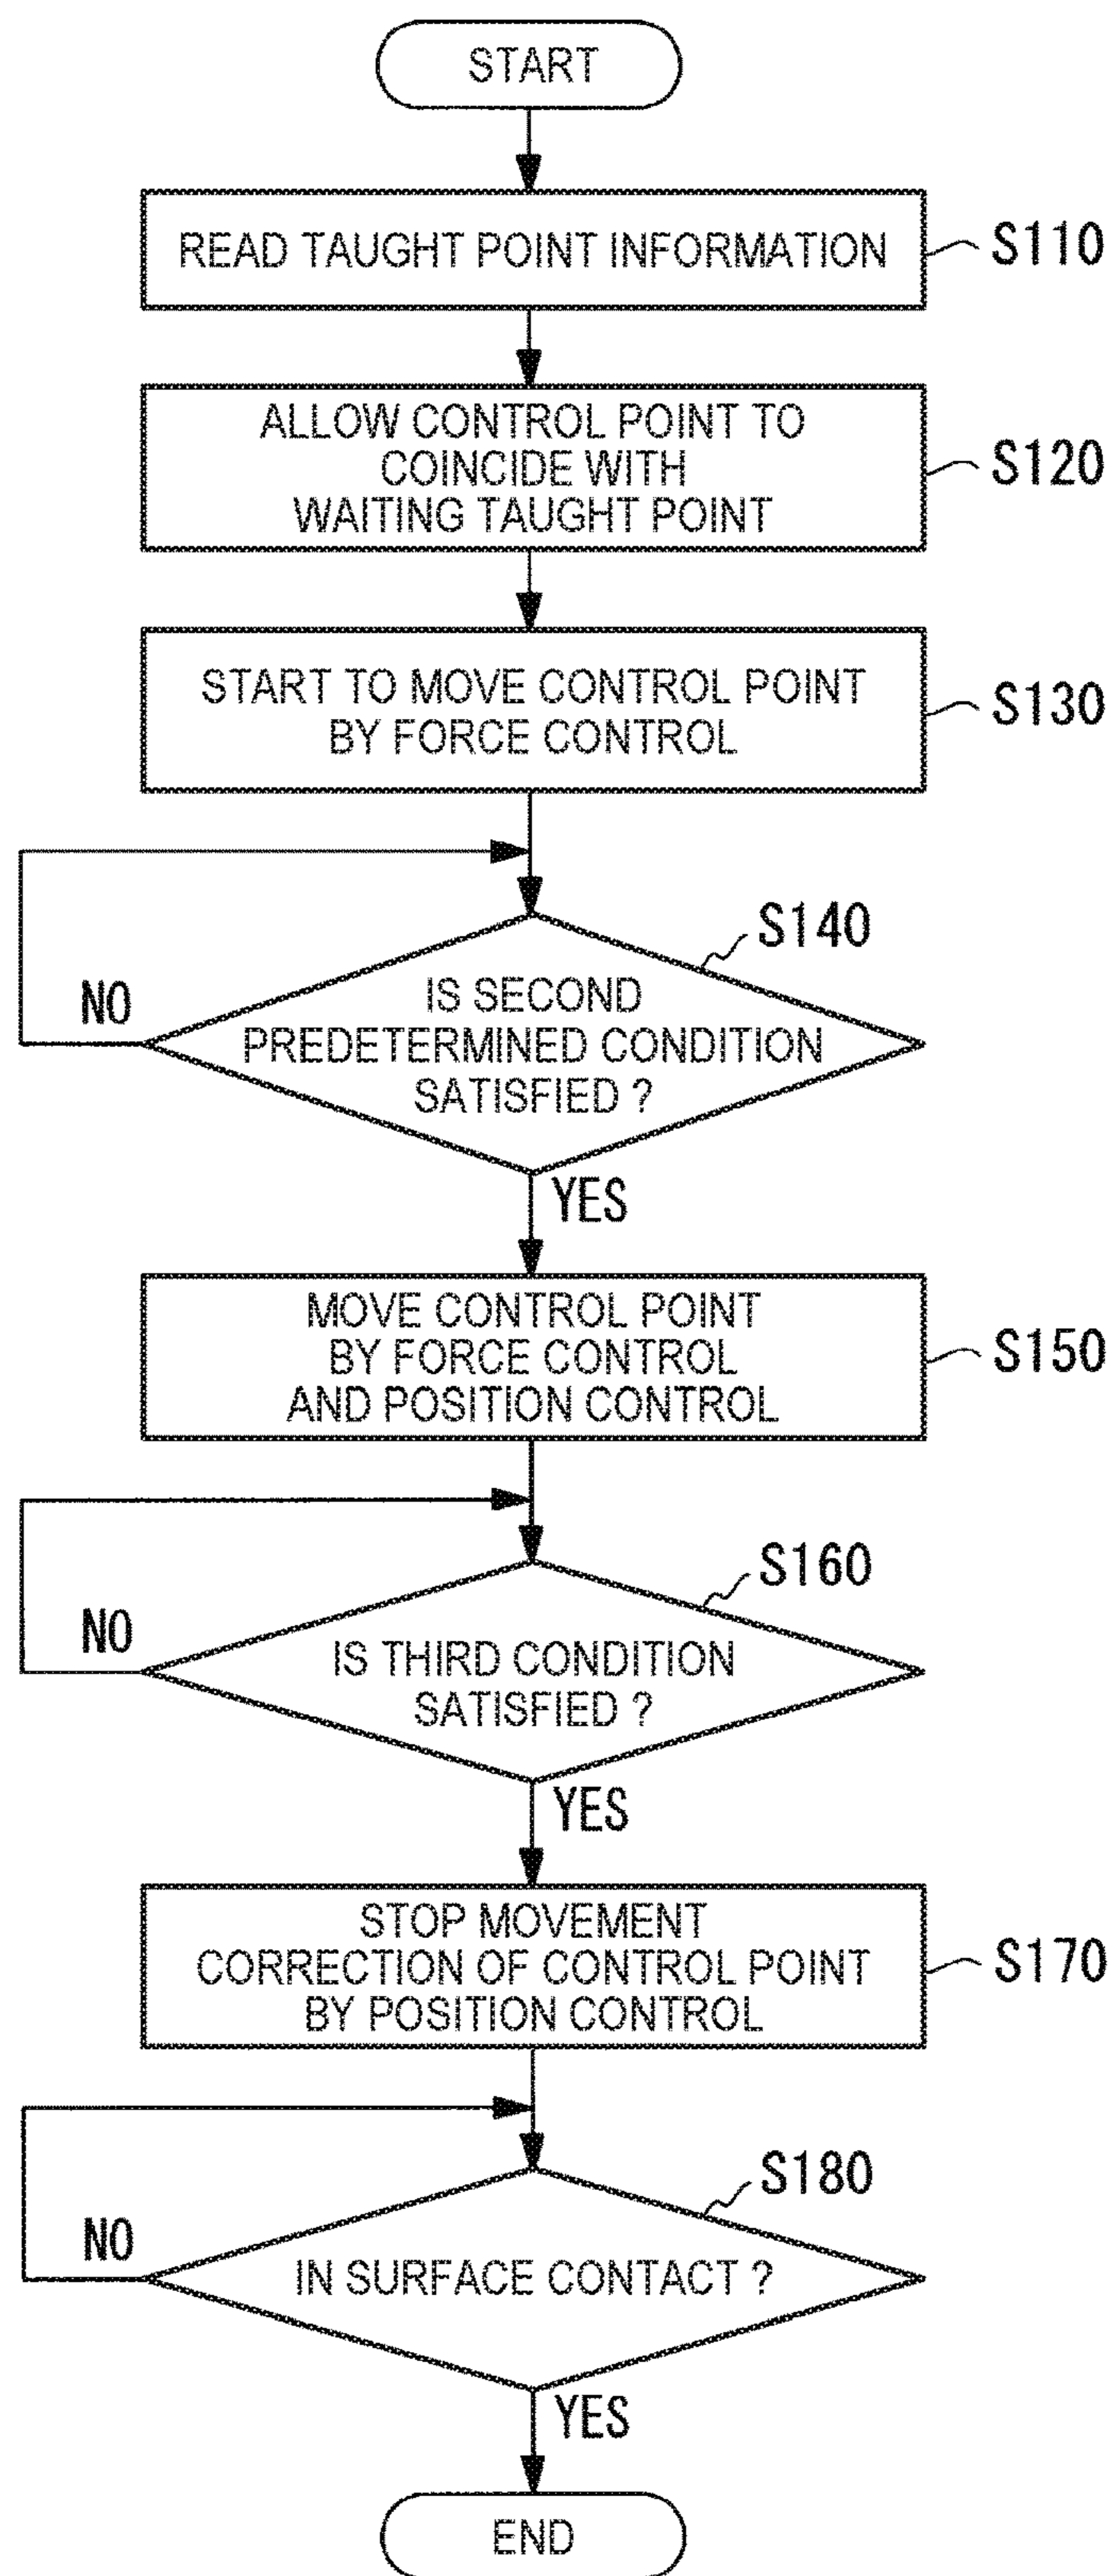 START
READ TAUGHT POINT INFORMATION
S110
ALLOW CONTROL POINT TO
COINCIDE WITH
WAITING TAUGHT POINT
S120
START TO MOVE CONTROL POINT
BY FORCE CONTROL
S130
S140
NO
IS SECOND
PREDETERMINED CONDITION
SATISFIED ?
YES
MOVE CONTROL POINT
BY FORCE CONTROL
AND POSITION CONTROL
S150
S160
NO
IS THIRD CONDITION
SATISFIED ?
YES
STOP MOVEMENT
CORRECTION OF CONTROL POINT
BY POSITION CONTROL
S170
S180
NO
IN SURFACE CONTACT ?
YES
END